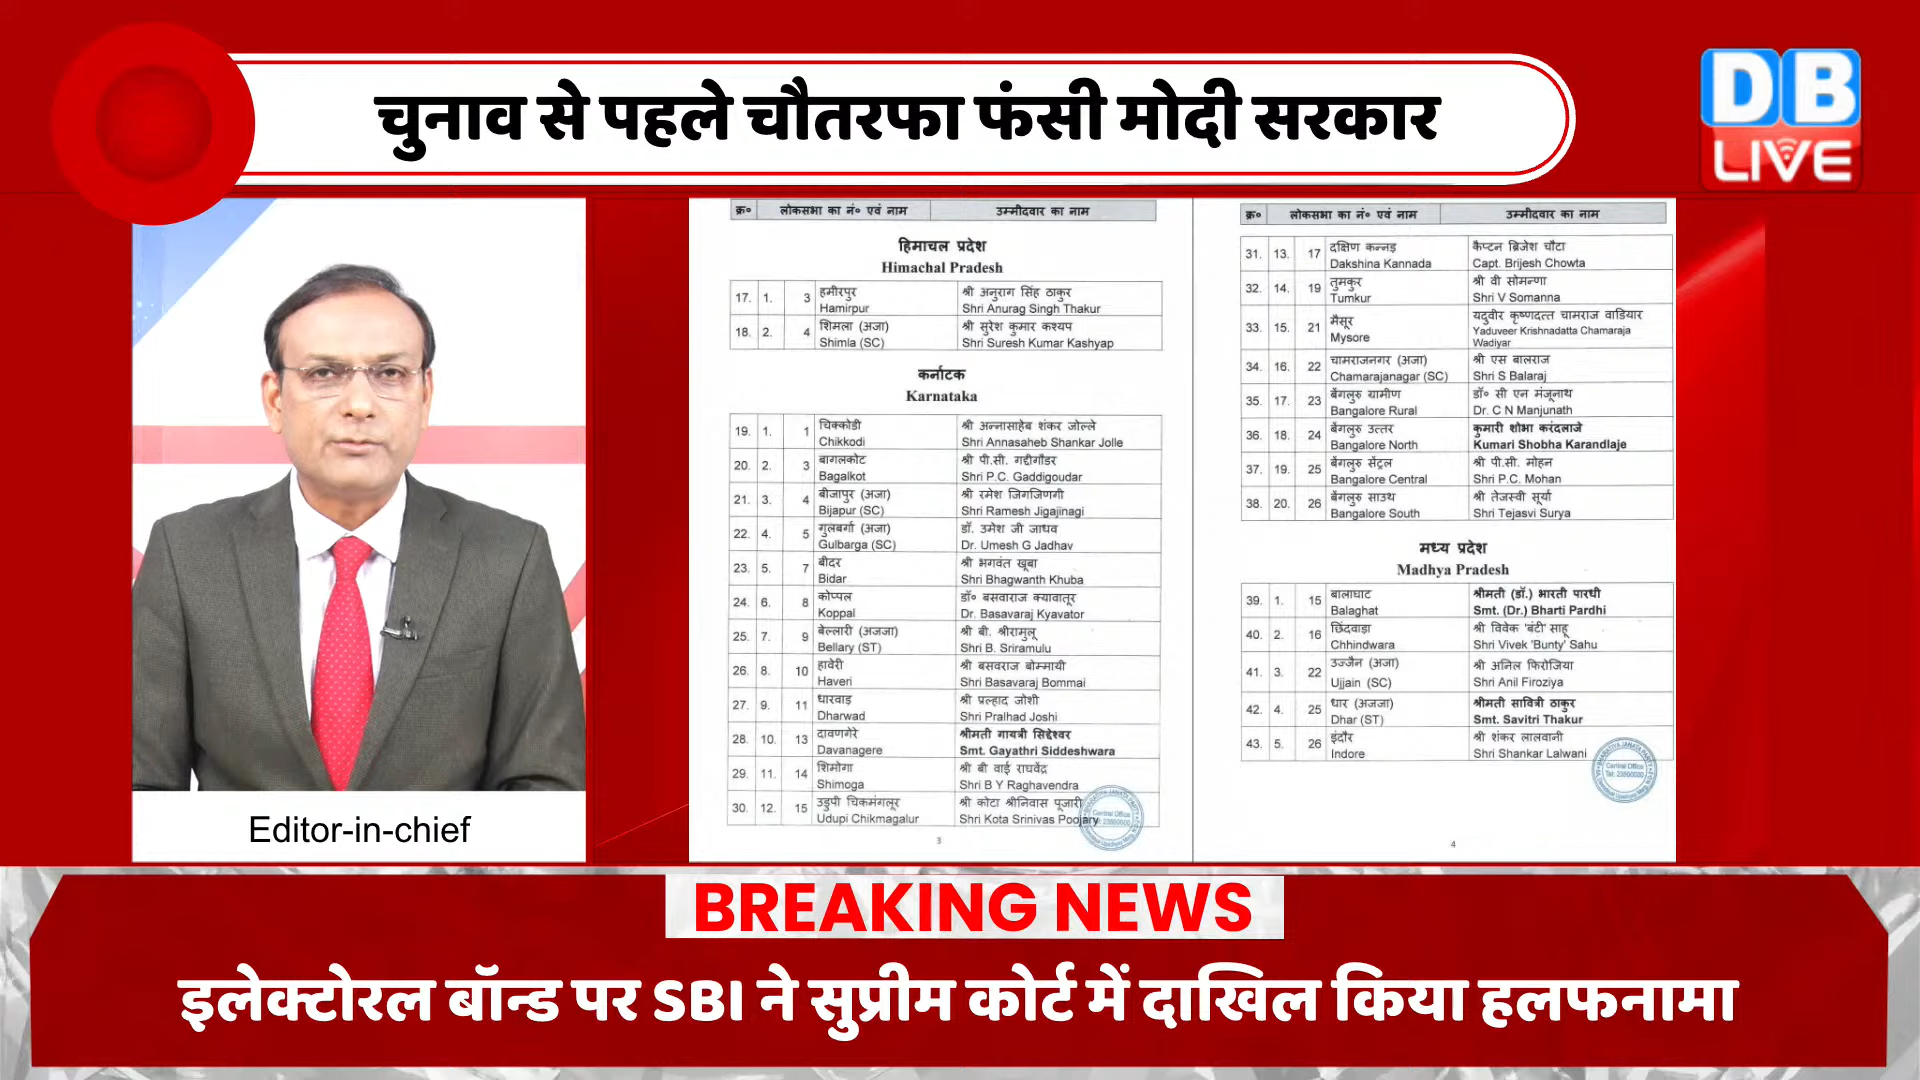 चुनाव से पहले चौतरफा फंसी मोदी सरकार
DB
LIVE
Editor-in-chief
क्र० लोकसभा का नं० एवं नाम उम्मीदवार का नाम
हिमाचल प्रदेश
Himachal Pradesh
17. 1. 3 हमीरपुर श्री अनुराग सिंह ठाकुर
Hamirpur Shri Anurag Singh Thakur
18. 2. 4 शिमला (अजा) श्री सुरेश कुमार कश्यप
Shimla (SC) Shri Suresh Kumar Kashyap
कर्नाटक
Karnataka
19. 1. 1 चिक्कोडी श्री अन्नासाहेब शंकर जोल्ले
Chikkodi Shri Annasaheb Shankar Jolle
20. 2. 3 बागलकोट श्री पी.सी. गद्दीगौडर
Bagalkot Shri P.C. Gaddigoudar
21. 3. 4 बीजापुर (अजा) श्री रमेश जिगजिणगी
Bijapur (SC) Shri Ramesh Jigajinagi
22. 4. 5 गुलबर्गा (अजा) डॉ. उमेश जी जाधव
Gulbarga (SC) Dr. Umesh G Jadhav
23. 5. 7 बीदर श्री भगवंत खूबा
Bidar Shri Bhagwanth Khuba
24. 6. 8 कोप्पल डॉ० बसवाराज क्यावातूर
Koppal Dr. Basavaraj Kyavator
25. 7. 9 बेल्लारी (अजजा) श्री बी. श्रीरामुलू
Bellary (ST) Shri B. Sriramulu
26. 8. 10 हावेरी श्री बसवराज बोम्मायी
Haveri Shri Basavaraj Bommai
27. 9. 11 धारवाड़ श्री प्रल्हाद जोशी
Dharwad Shri Pralhad Joshi
28. 10. 13 दावणगेरे श्रीमती गायत्री सिद्देश्वर
Davanagere Smt. Gayathri Siddeshwara
29. 11. 14 शिमोगा श्री बी वाई राघवेंद्र
Shimoga Shri B Y Raghavendra
30. 12. 15 उडुपी चिकमंगलूर श्री कोटा श्रीनिवास पूजारी
Udupi Chikmagalur Shri Kota Srinivas Poojary
3
क्र० लोकसभा का नं० एवं नाम उम्मीदवार का नाम
31. 13. 17 दक्षिण कन्नड़ कैप्टन ब्रिजेश चौटा
Dakshina Kannada Capt. Brijesh Chowta
32. 14. 19 तुमकुर श्री वी सोमन्णा
Tumkur Shri V Somanna
33. 15. 21 मैसूर यदुवीर कृष्णदत्त चामराज वाडियार
Mysore Yaduveer Krishnadatta Chamaraja
Wadiyar
34. 16. 22 चामराजनगर (अजा) श्री एस बालराज
Chamarajanagar (SC) Shri S Balaraj
35. 17. 23 बेंगलुरु ग्रामीण डॉ० सी एन मंजूनाथ
Bangalore Rural Dr. C N Manjunath
36. 18. 24 बेंगलुरु उत्तर कुमारी शोभा करंदलाजे
Bangalore North Kumari Shobha Karandlaje
37. 19. 25 बेंगलुरु सेंट्रल श्री पी.सी. मोहन
Bangalore Central Shri P.C. Mohan
38. 20. 26 बेंगलुरु साउथ श्री तेजस्वी सूर्या
Bangalore South Shri Tejasvi Surya
मध्य प्रदेश
Madhya Pradesh
39. 1. 15 बालाघाट श्रीमती (डॉ.) भारती पारधी
Balaghat Smt. (Dr.) Bharti Pardhi
40. 2. 16 छिंदवाड़ा श्री विवेक 'बंटी' साहू
Chhindwara Shri Vivek 'Bunty' Sahu
41. 3. 22 उज्जैन (अजा) श्री अनिल फिरोजिया
Ujjain (SC) Shri Anil Firoziya
42. 4. 25 धार (अजजा) श्रीमती सावित्री ठाकुर
Dhar (ST) Smt. Savitri Thakur
43. 5. 26 इंदौर श्री शंकर लालवानी
Indore Shri Shankar Lalwani
Central Office
4
BREAKING NEWS
इलेक्टोरल बॉन्ड पर SBI ने सुप्रीम कोर्ट में दाखिल किया हलफनामा